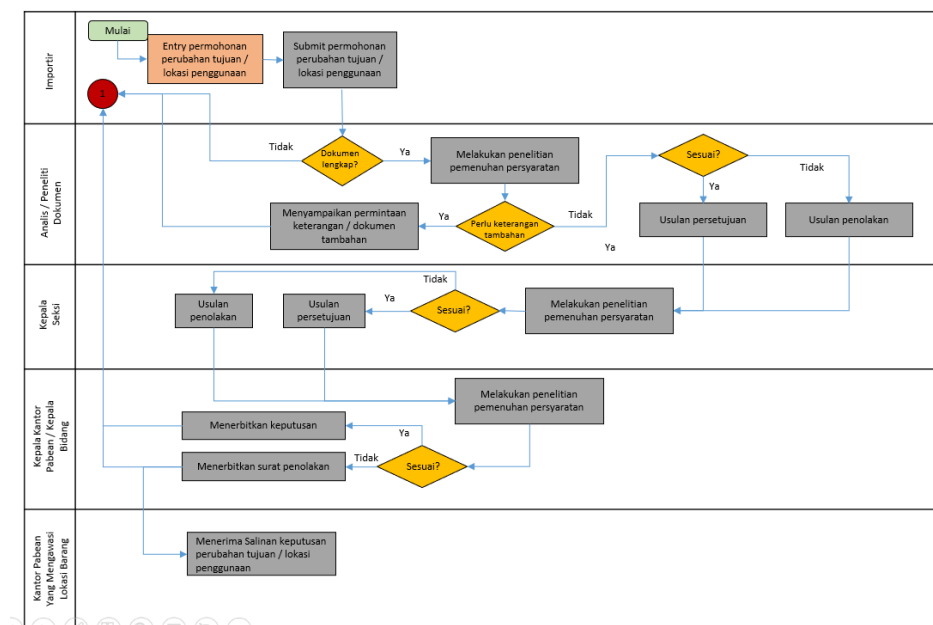 Importir
Mulai
Entry permohonan
perubahan tujuan /
lokasi penggunaan
Submit permohonan
perubahan tujuan /
lokasi penggunaan
1
Analis / Peneliti
Dokumen
Tidak
Dokumen
lengkap?
Ya
Melakukan penelitian
pemenuhan persyaratan
Sesuai?
Tidak
Ya
Menyampaikan permintaan
keterangan / dokumen
tambahan
Ya
Perlu keterangan
tambahan
Tidak
Usulan persetujuan
Usulan penolakan
Ya
Kepala
Seksi
Usulan
penolakan
Usulan
persetujuan
Ya
Tidak
Sesuai?
Melakukan penelitian
pemenuhan persyaratan
Kepala Kantor
Pabean / Kepala
Bidang
Melakukan penelitian
pemenuhan persyaratan
Menerbitkan keputusan
Ya
Menerbitkan surat penolakan
Tidak
Sesuai?
Kantor Pabean
Yang Mengawasi
Lokasi Barang
Menerima Salinan keputusan
perubahan tujuan / lokasi
penggunaan